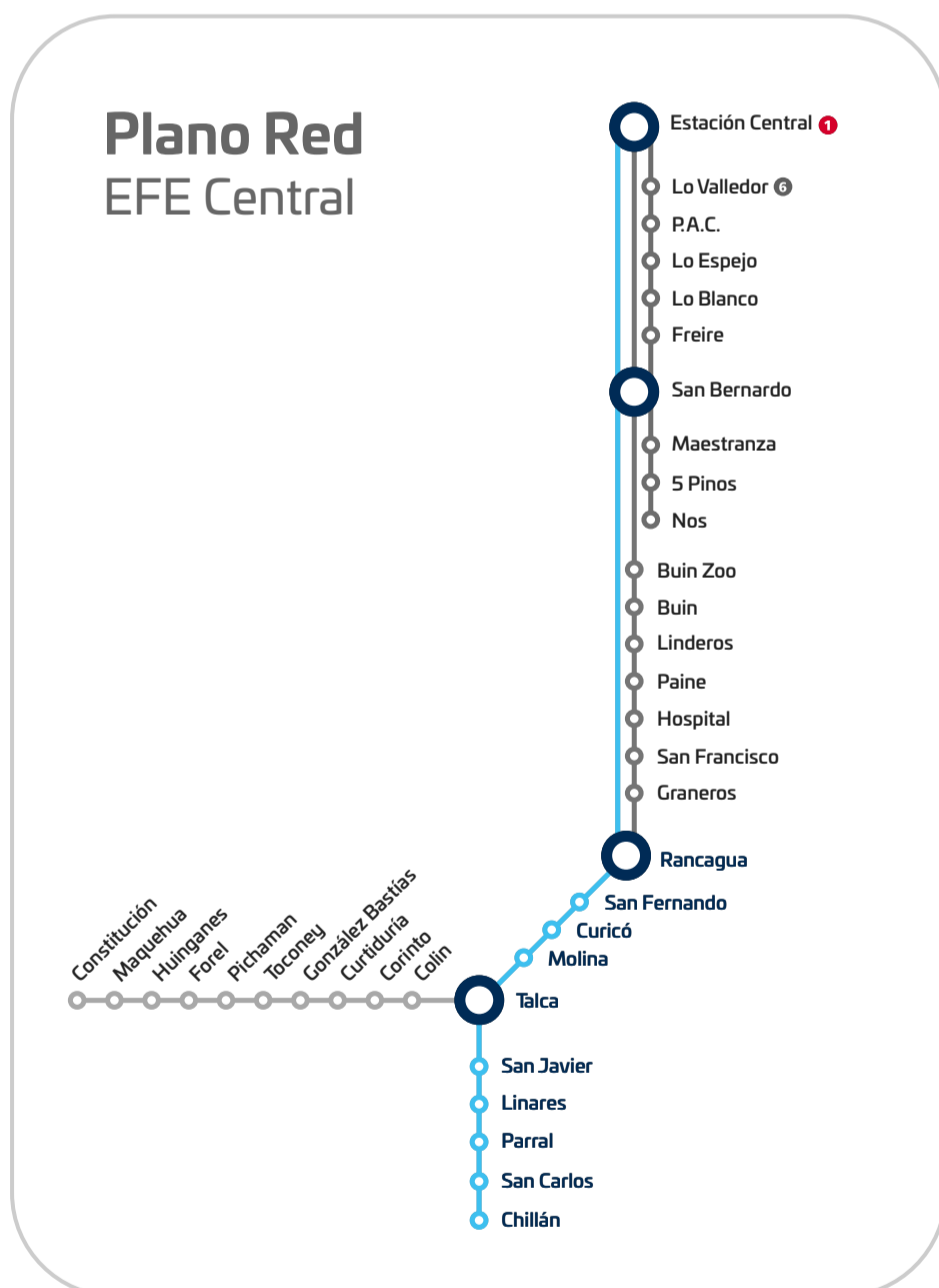 Plano Red
EFE Central
Estación Central 1
Lo Valledor 6
P.A.C.
Lo Espejo
Lo Blanco
Freire
San Bernardo
Maestranza
5 Pinos
Nos
Buin Zoo
Buin
Linderos
Paine
Hospital
San Francisco
Graneros
Rancagua
San Fernando
Curicó
Molina
Talca
Constitución
Maquehua
Huinganes
Forel
Pichaman
Toconey
González Bastías
Curtiduría
Corinto
Colin
San Javier
Linares
Parral
San Carlos
Chillán